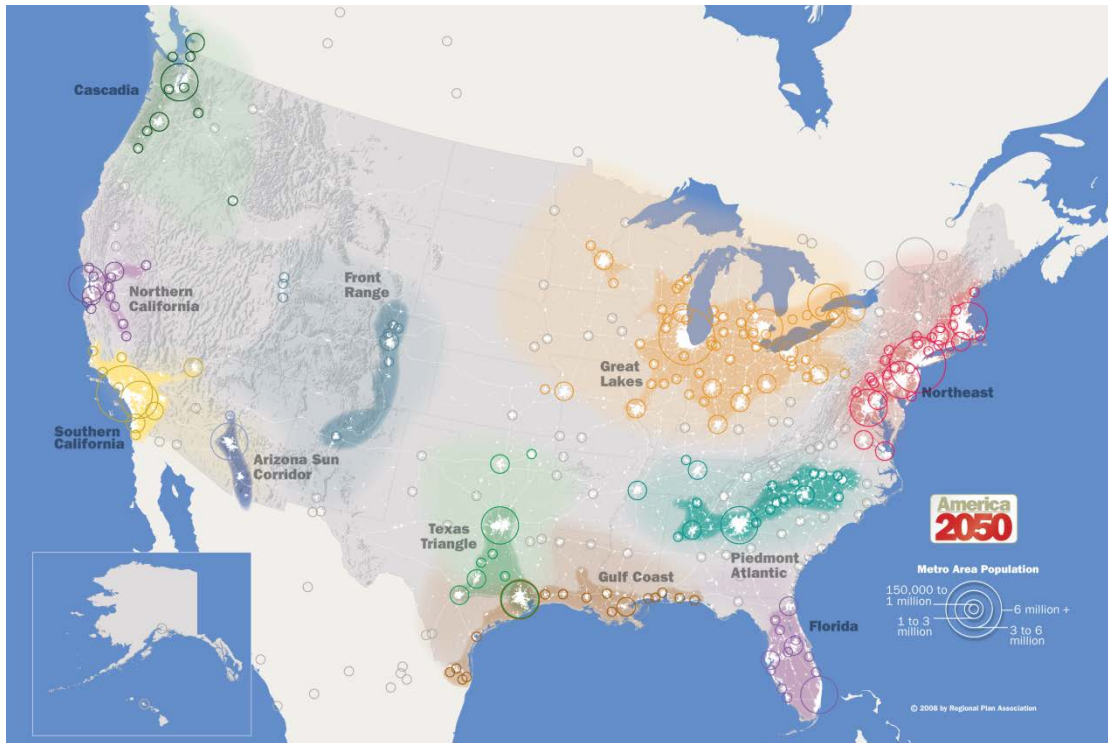 Cascadia
Northern
California
Southern
California
Arizona Sun
Corridor
Front
Range
Texas
Triangle
Gulf Coast
Great
Lakes
Northeast
Piedmont
Atlantic
Florida
America
2050
Metro Area Population
150,000 to
1 million
1 to 3
million
6 million +
3 to 6
million
© 2008 by Regional Plan Association